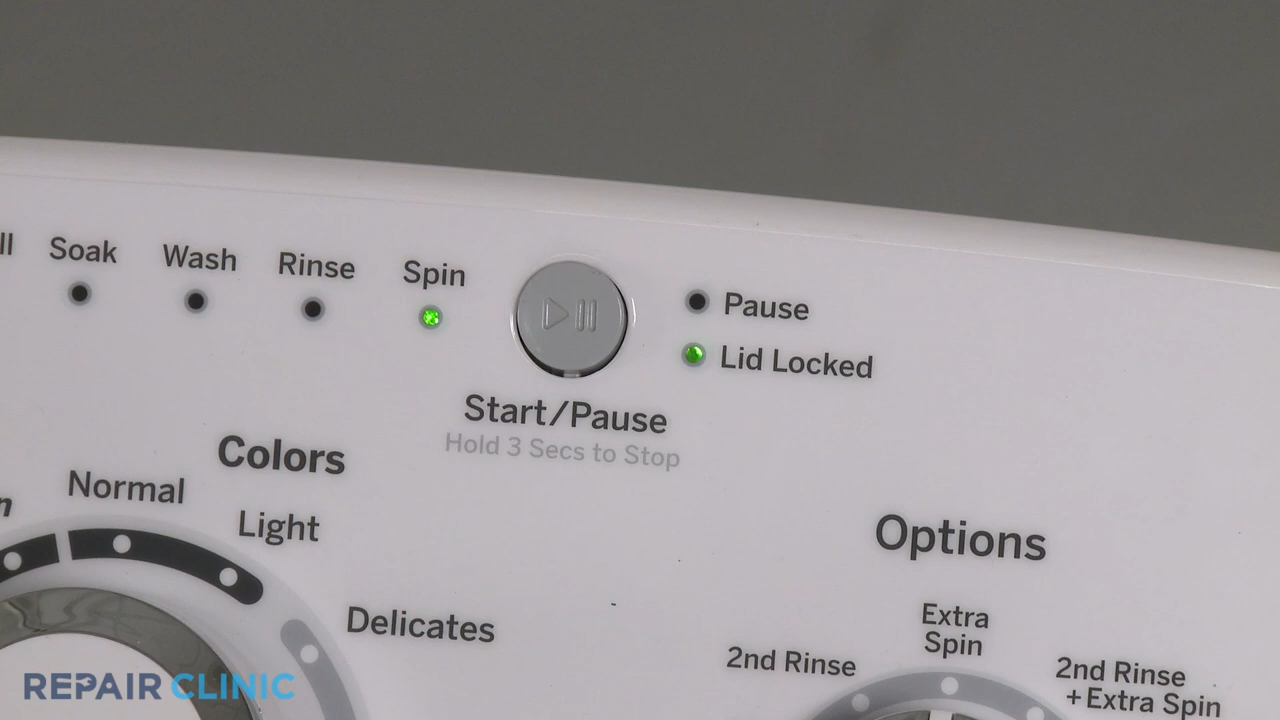 Soak
Wash
Rinse
Spin
Pause
Lid Locked
Start/Pause
Hold 3 Secs to Stop
Colors
Normal
Light
Delicates
Options
2nd Rinse
Extra
Spin
2nd Rinse
+Extra Spin
REPAIR CLINIC